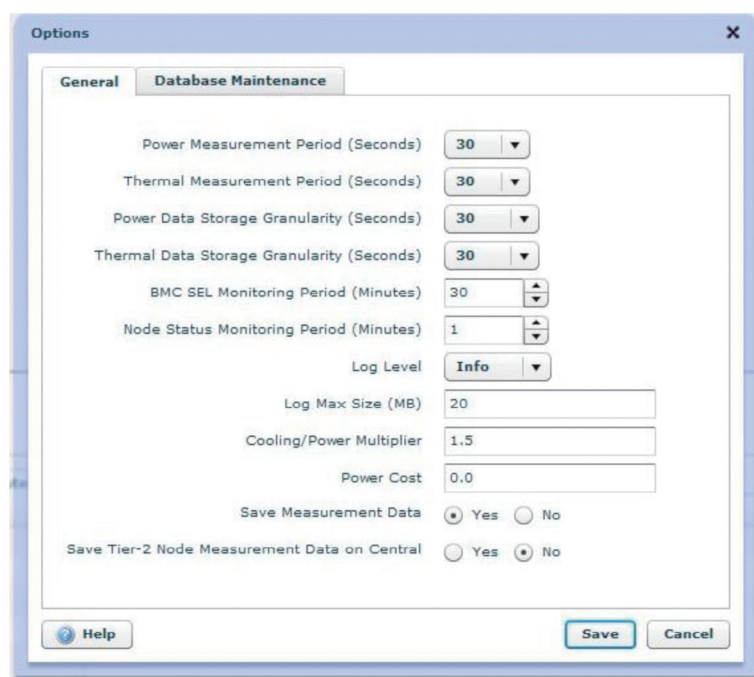 Options
General Database Maintenance
Power Measurement Period (Seconds) 30
Thermal Measurement Period (Seconds) 30
Power Data Storage Granularity (Seconds) 30
Thermal Data Storage Granularity (Seconds) 30
BMC SEL Monitoring Period (Minutes) 30
Node Status Monitoring Period (Minutes) 1
Log Level Info
Log Max Size (MB) 20
Cooling/Power Multiplier 1.5
Power Cost 0.0
Save Measurement Data Yes No
Save Tier-2 Node Measurement Data on Central Yes No
Help Save Cancel